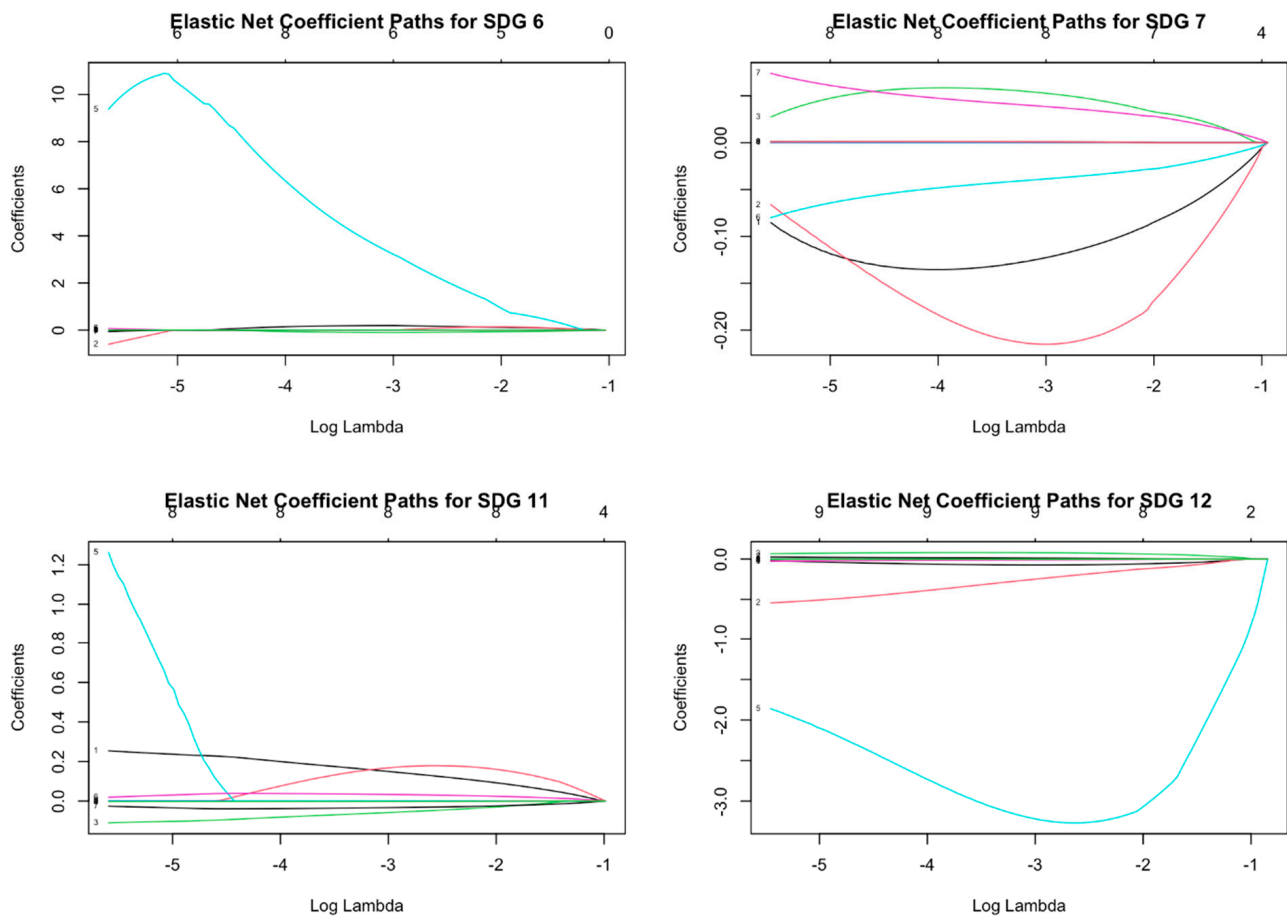 Elastic Net Coefficient Paths for SDG 6
6 8 6 5 0
Coefficients
10
8
6
4
2
0
5
2
-5 -4 -3 -2 -1
Log Lambda
Elastic Net Coefficient Paths for SDG 7
8 8 8 7 4
Coefficients
0.00
-0.10
-0.20
7
3
2
6
1
-5 -4 -3 -2 -1
Log Lambda
Elastic Net Coefficient Paths for SDG 11
8 8 8 8 4
Coefficients
1.2
1.0
0.8
0.6
0.4
0.2
0.0
5
1
6
7
3
-5 -4 -3 -2 -1
Log Lambda
Elastic Net Coefficient Paths for SDG 12
9 9 9 8 2
Coefficients
0.0
-1.0
-2.0
-3.0
3
2
5
-5 -4 -3 -2 -1
Log Lambda